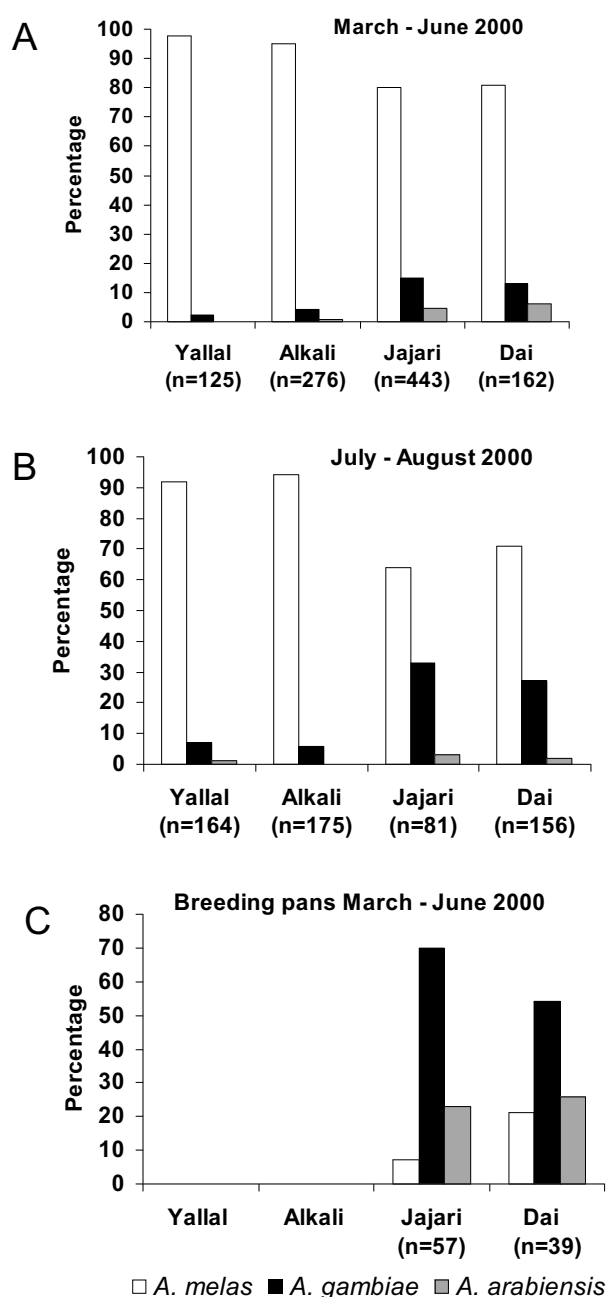 A
March - June 2000
Percentage
100
90
80
70
60
50
40
30
20
10
0
Yallal Alkali Jajari Dai
(n=125) (n=276) (n=443) (n=162)
B
July - August 2000
Percentage
100
90
80
70
60
50
40
30
20
10
0
Yallal Alkali Jajari Dai
(n=164) (n=175) (n=81) (n=156)
C
Breeding pans March - June 2000
Percentage
80
70
60
50
40
30
20
10
0
Yallal Alkali Jajari Dai
(n=57) (n=39)
A. melas A. gambiae A. arabiensis